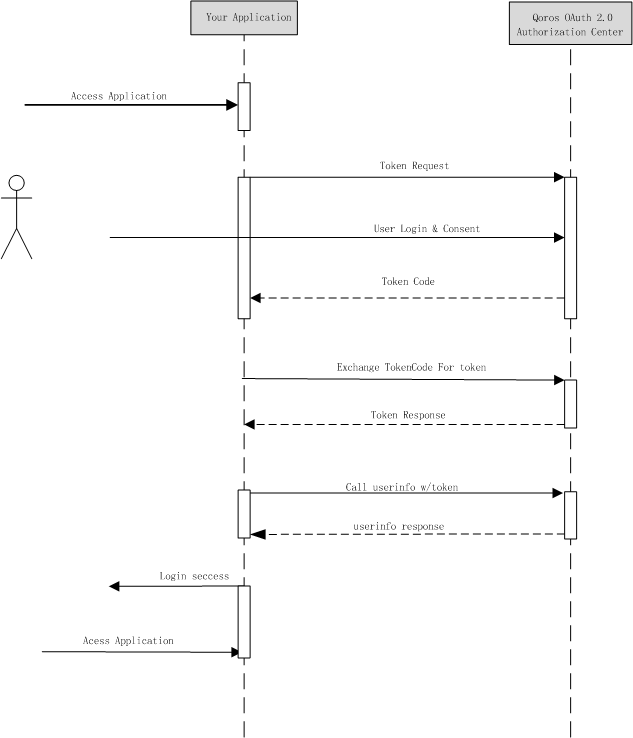 Your Application
Qoros OAuth 2.0
Authorization Center
Access Application
Token Request
User Login & Consent
Token Code
Exchange TokenCode For token
Token Response
Call userinfo w/token
userinfo response
Login seccess
Acess Application